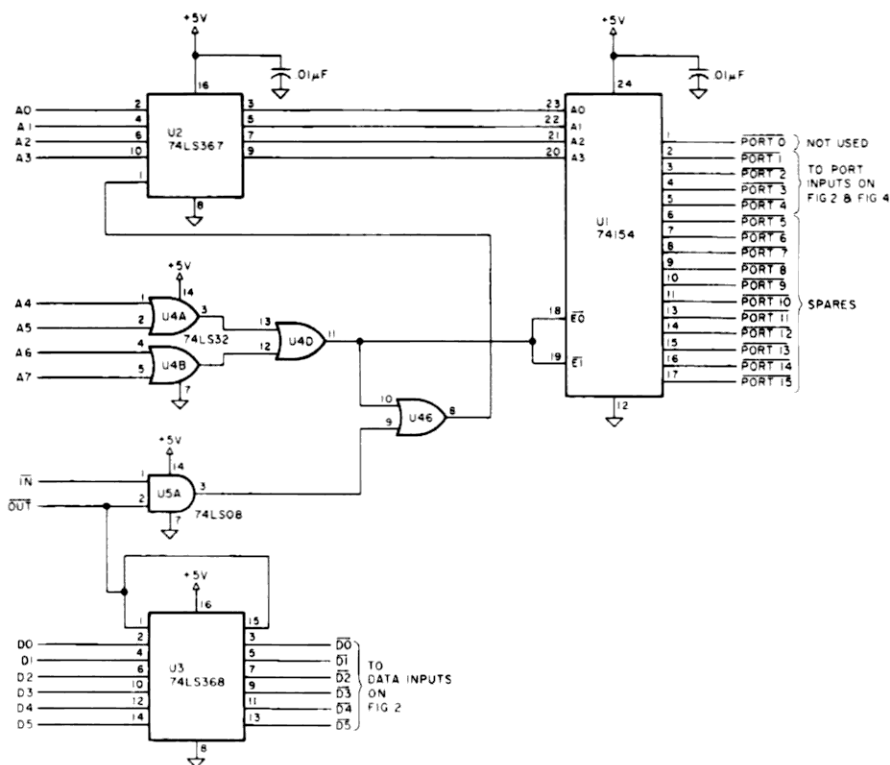 +5V
+5V
.01µF
.01µF
16
24
A0 2 3 23 A0
A1 4 U2 5 22 A1
A2 6 74LS367 7 21 A2
A3 10 9 20 A3
1 8
1 PORT 0 NOT USED
2 PORT 1 TO PORT
3 PORT 2 INPUTS ON
4 PORT 3 FIG 2 & FIG 4
5 PORT 4
U1 6 PORT 5
74154 7 PORT 6
8 PORT 7
9 PORT 8
10 PORT 9
11 PORT 10 SPARES
13 PORT 11
14 PORT 12
15 PORT 13
16 PORT 14
17 PORT 15
18 E0
19 E1
12
+5V
14
A4 1 U4A 3
A5 2 74LS32
A6 4 U4B
A7 5 7
13 U4D 11
12
10 U46 8
9
+5V
14
IN 1 U5A 3
OUT 2 74LS08
7
+5V
16
1 15
D0 2 3 D0
D1 4 U3 5 D1 TO
D2 6 74LS368 7 D2 DATA INPUTS
D3 10 9 D3 ON
D4 12 11 D4 FIG 2
D5 14 13 D5
8